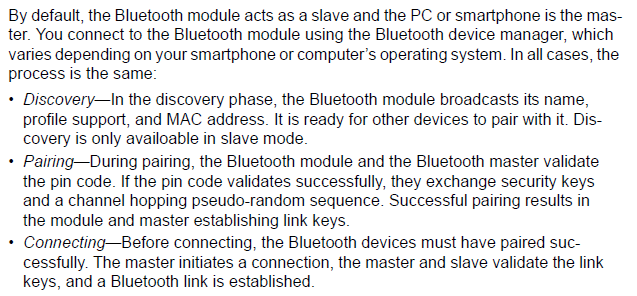 By default, the Bluetooth module acts as a slave and the PC or smartphone is the mas-
ter. You connect to the Bluetooth module using the Bluetooth device manager, which
varies depending on your smartphone or computer's operating system. In all cases, the
process is the same:
• Discovery—In the discovery phase, the Bluetooth module broadcasts its name,
profile support, and MAC address. It is ready for other devices to pair with it. Dis-
covery is only availoable in slave mode.
• Pairing—During pairing, the Bluetooth module and the Bluetooth master validate
the pin code. If the pin code validates successfully, they exchange security keys
and a channel hopping pseudo-random sequence. Successful pairing results in
the module and master establishing link keys.
• Connecting—Before connecting, the Bluetooth devices must have paired suc-
cessfully. The master initiates a connection, the master and slave validate the link
keys, and a Bluetooth link is established.